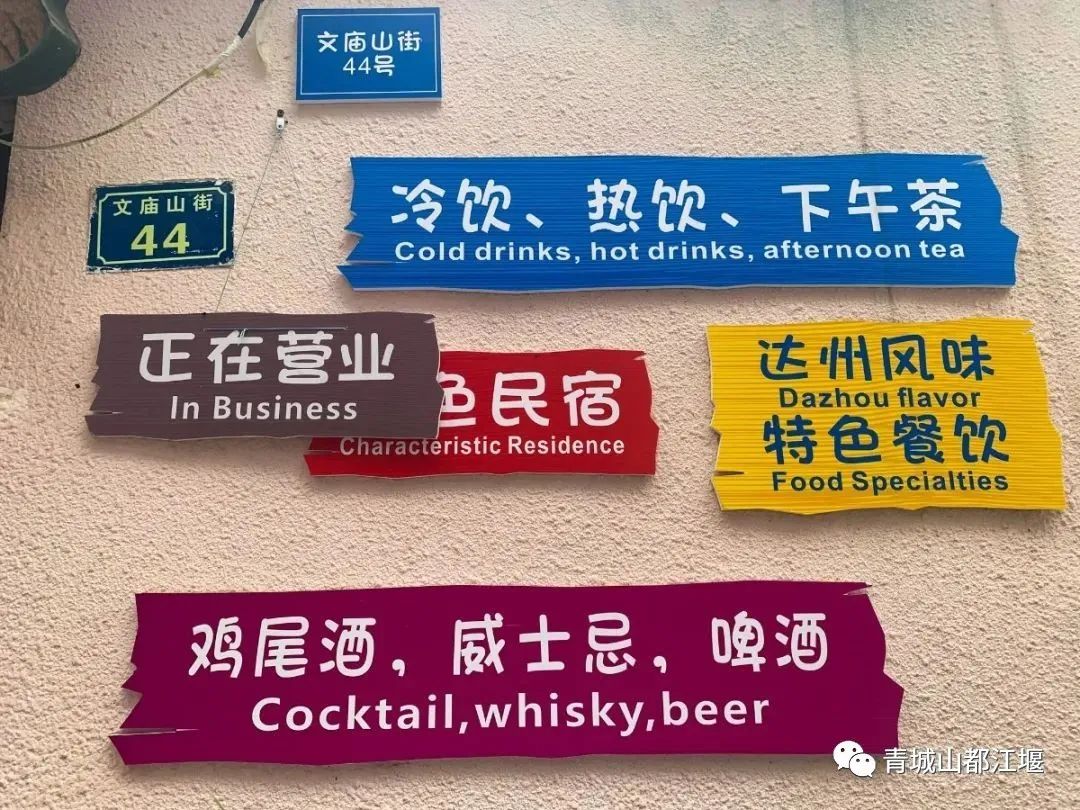 文庙山街
44号
文庙山街
44
冷饮、热饮、下午茶
Cold drinks, hot drinks, afternoon tea
正在营业
In Business
色民宿
Characteristic Residence
达州风味
Dazhou flavor
特色餐饮
Food Specialties
鸡尾酒，威士忌，啤酒
Cocktail,whisky,beer
青城山都江堰